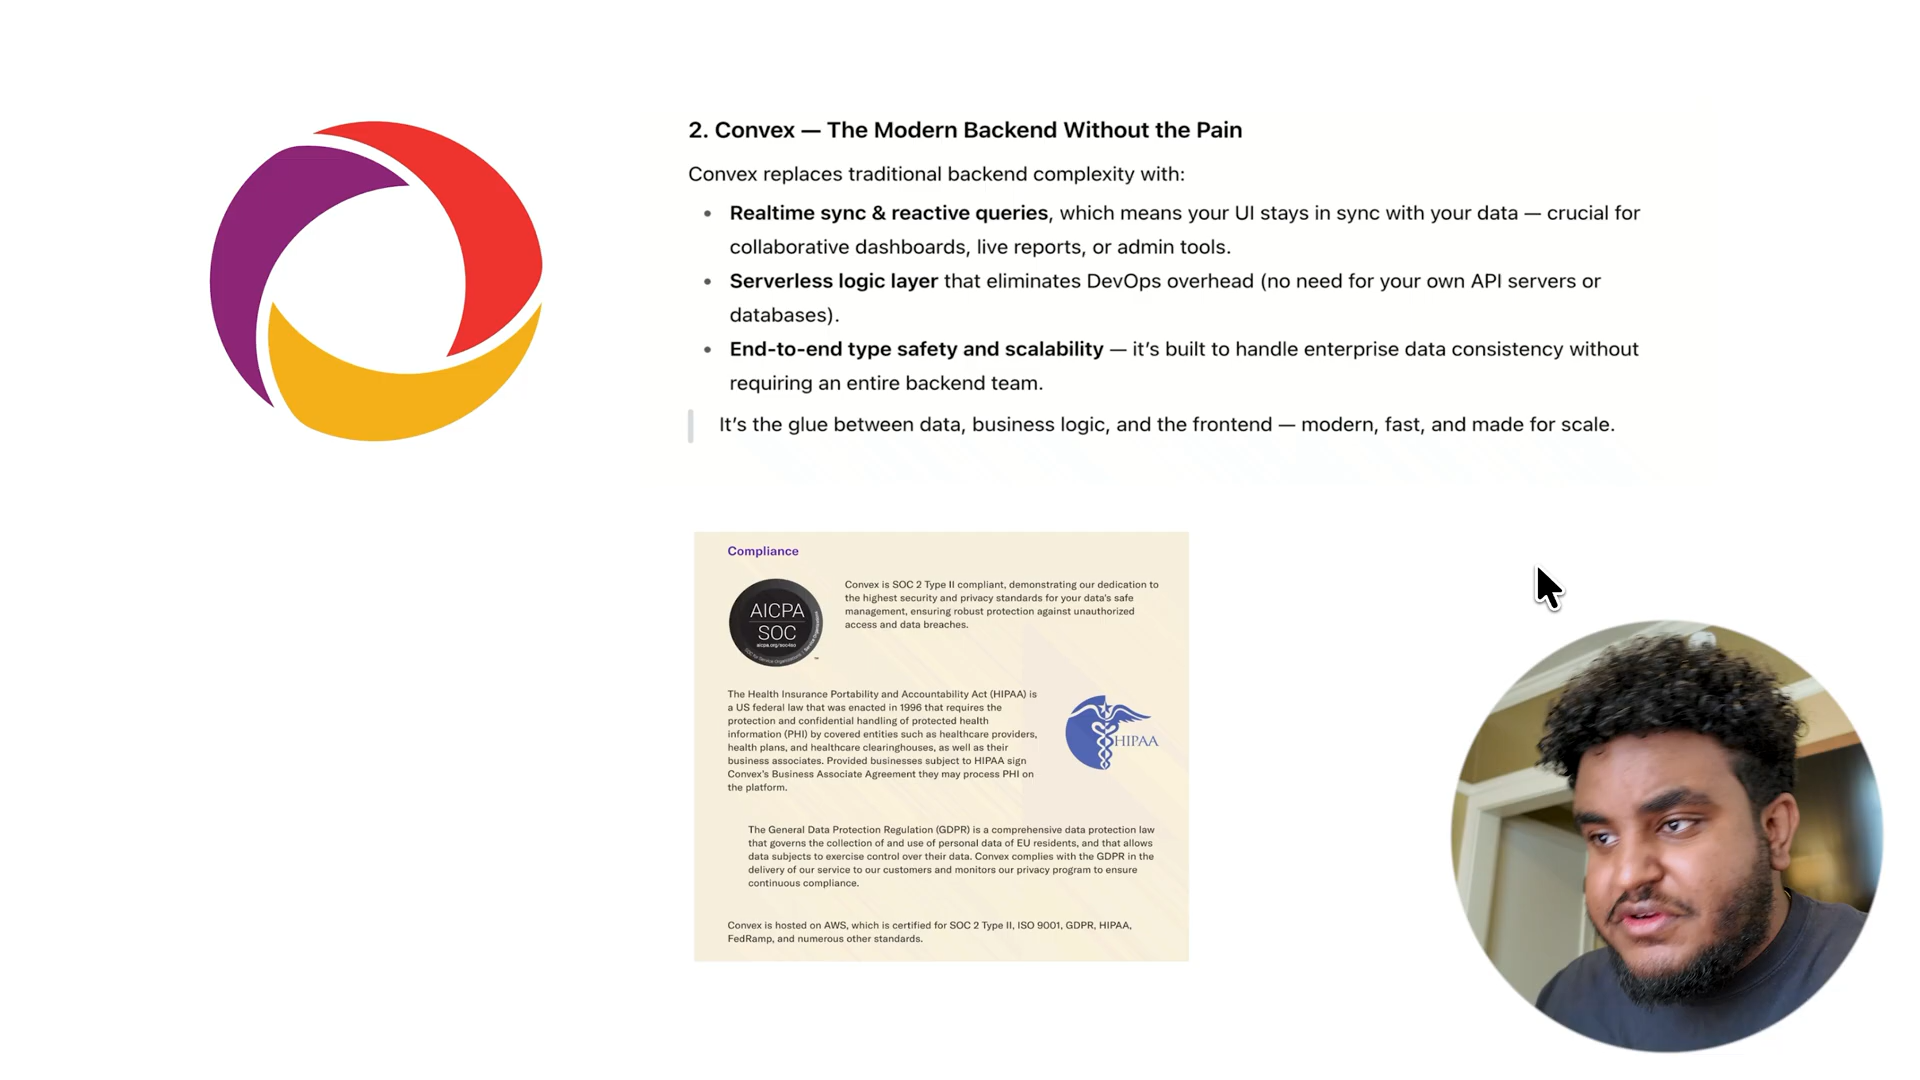 2. Convex — The Modern Backend Without the Pain
Convex replaces traditional backend complexity with:
• Realtime sync & reactive queries, which means your UI stays in sync with your data — crucial for
collaborative dashboards, live reports, or admin tools.
• Serverless logic layer that eliminates DevOps overhead (no need for your own API servers or
databases).
• End-to-end type safety and scalability — it’s built to handle enterprise data consistency without
requiring an entire backend team.
It’s the glue between data, business logic, and the frontend — modern, fast, and made for scale.
Compliance
AICPA
SOC
Convex is SOC 2 Type II compliant, demonstrating our dedication to
the highest security and privacy standards for your data's safe
management, ensuring robust protection against unauthorized
access and data breaches.
The Health Insurance Portability and Accountability Act (HIPAA) is
a US federal law that was enacted in 1996 that requires the
protection and confidential handling of protected health
information (PHI) by covered entities such as healthcare providers,
health plans, and healthcare clearinghouses, as well as their
business associates. Provided businesses subject to HIPAA sign
Convex's Business Associate Agreement they may process PHI on
the platform.
HIPAA
The General Data Protection Regulation (GDPR) is a comprehensive data protection law
that governs the collection of and use of personal data of EU residents, and that allows
data subjects to exercise control over their data. Convex complies with the GDPR in the
delivery of our service to our customers and monitors our privacy program to ensure
continuous compliance.
Convex is hosted on AWS, which is certified for SOC 2 Type II, ISO 9001, GDPR, HIPAA,
FedRamp, and numerous other standards.